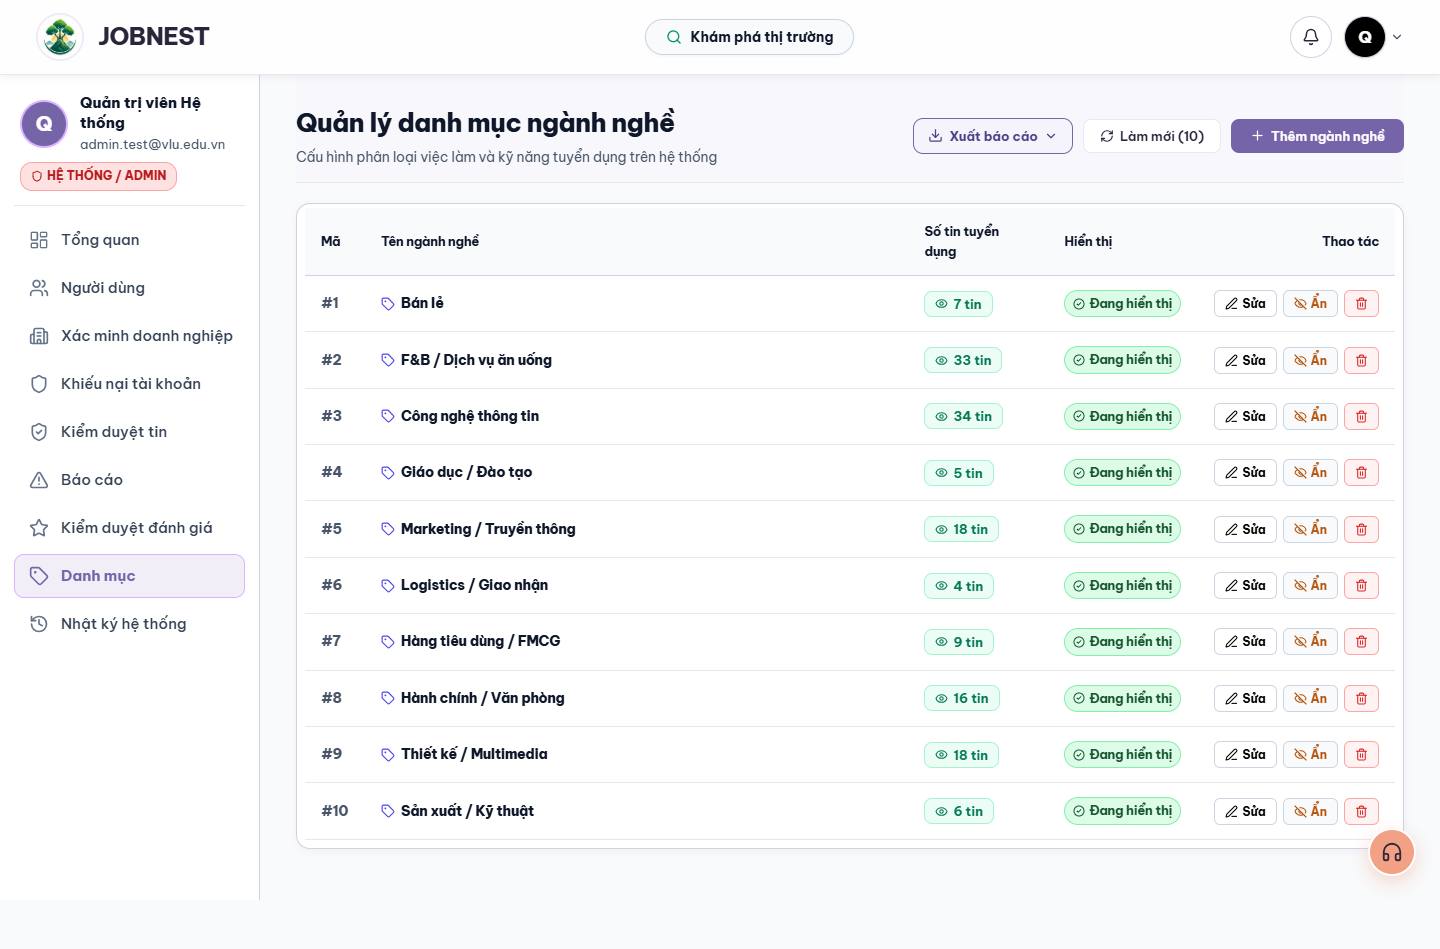 JOBNEST
Khám phá thị trường
Q
Q
Quản trị viên Hệ
thống
admin.test@vlu.edu.vn
HỆ THỐNG / ADMIN
Tổng quan
Người dùng
Xác minh doanh nghiệp
Khiếu nại tài khoản
Kiểm duyệt tin
Báo cáo
Kiểm duyệt đánh giá
Danh mục
Nhật ký hệ thống
Quản lý danh mục ngành nghề
Cấu hình phân loại việc làm và kỹ năng tuyển dụng trên hệ thống
Xuất báo cáo
Làm mới (10)
Thêm ngành nghề
Mã Tên ngành nghề Số tin tuyển dụng Hiển thị Thao tác
#1 Bán lẻ 7 tin Đang hiển thị Sửa Ẩn
#2 F&B / Dịch vụ ăn uống 33 tin Đang hiển thị Sửa Ẩn
#3 Công nghệ thông tin 34 tin Đang hiển thị Sửa Ẩn
#4 Giáo dục / Đào tạo 5 tin Đang hiển thị Sửa Ẩn
#5 Marketing / Truyền thông 18 tin Đang hiển thị Sửa Ẩn
#6 Logistics / Giao nhận 4 tin Đang hiển thị Sửa Ẩn
#7 Hàng tiêu dùng / FMCG 9 tin Đang hiển thị Sửa Ẩn
#8 Hành chính / Văn phòng 16 tin Đang hiển thị Sửa Ẩn
#9 Thiết kế / Multimedia 18 tin Đang hiển thị Sửa Ẩn
#10 Sản xuất / Kỹ thuật 6 tin Đang hiển thị Sửa Ẩn